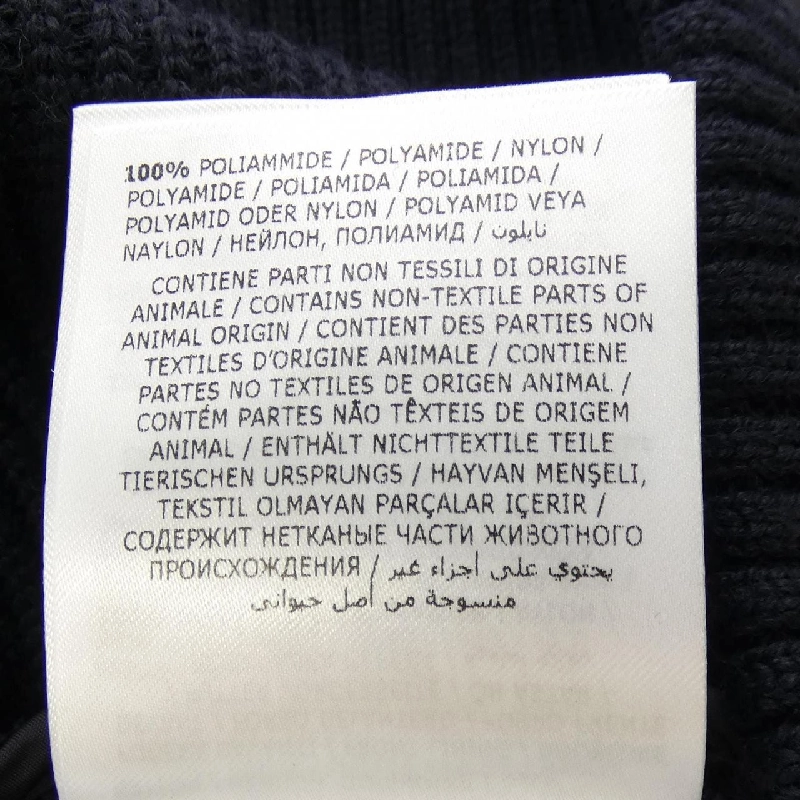 100% POLIAMMIDE / POLYAMIDE / NYLON /
POLYAMIDE / POLIAMIDA / POLIAMIDA /
POLYAMID ODER NYLON / POLYAMID VEYA
NAYLON / НЕЙЛОН, ПОЛИАМИД / نايلون
CONTIENE PARTI NON TESSILI DI ORIGINE
ANIMALE / CONTAINS NON-TEXTILE PARTS OF
ANIMAL ORIGIN / CONTIENT DES PARTIES NON
TEXTILES D'ORIGINE ANIMALE / CONTIENE
PARTES NO TEXTILES DE ORIGEN ANIMAL /
CONTÉM PARTES NÃO TÊXTEIS DE ORIGEM
ANIMAL / ENTHÄLT NICHTTEXTILE TEILE
TIERISCHEN URSPRUNGS / HAYVAN MENŞELI,
TEKSTIL OLMAYAN PARÇALAR IÇERIR /
СОДЕРЖИТ НЕТКАНЫЕ ЧАСТИ ЖИВОТНОГО
ПРОИСХОЖДЕНИЯ / يحتوي على أجزاء غير
منسوجة من أصل حيوانى